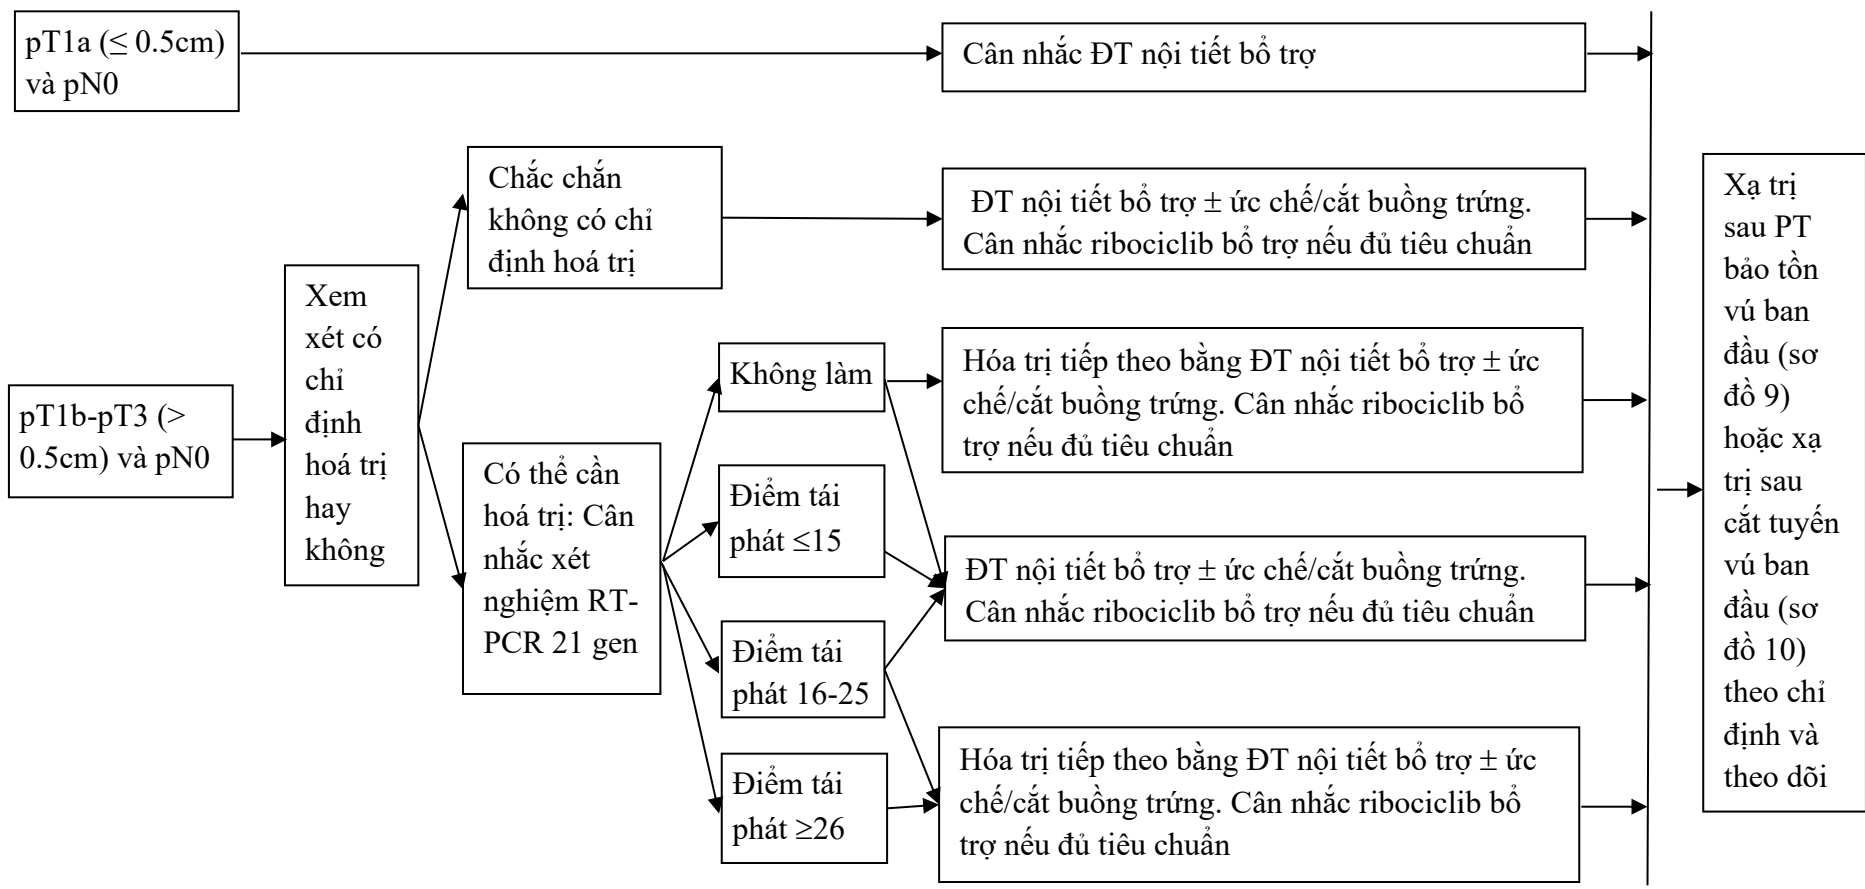 pT1a (≤ 0.5cm)
và pN0
Cân nhắc ĐT nội tiết bổ trợ
Chắc chắn
không có chỉ
định hoá trị
ĐT nội tiết bổ trợ ± ức chế/cắt buồng trứng.
Cân nhắc ribociclib bổ trợ nếu đủ tiêu chuẩn
pT1b-pT3 (>
0.5cm) và pN0
Xem
xét có
chỉ
định
hoá trị
hay
không
Có thể cần
hoá trị: Cân
nhắc xét
nghiệm RT-
PCR 21 gen
Không làm
Hóa trị tiếp theo bằng ĐT nội tiết bổ trợ ± ức
chế/cắt buồng trứng. Cân nhắc ribociclib bổ
trợ nếu đủ tiêu chuẩn
Điểm tái
phát ≤15
ĐT nội tiết bổ trợ ± ức chế/cắt buồng trứng.
Cân nhắc ribociclib bổ trợ nếu đủ tiêu chuẩn
Điểm tái
phát 16-25
Điểm tái
phát ≥26
Hóa trị tiếp theo bằng ĐT nội tiết bổ trợ ± ức
chế/cắt buồng trứng. Cân nhắc ribociclib bổ
trợ nếu đủ tiêu chuẩn
Xạ trị
sau PT
bảo tồn
vú ban
đầu (sơ
đồ 9)
hoặc xạ
trị sau
cắt tuyến
vú ban
đầu (sơ
đồ 10)
theo chỉ
định và
theo dõi